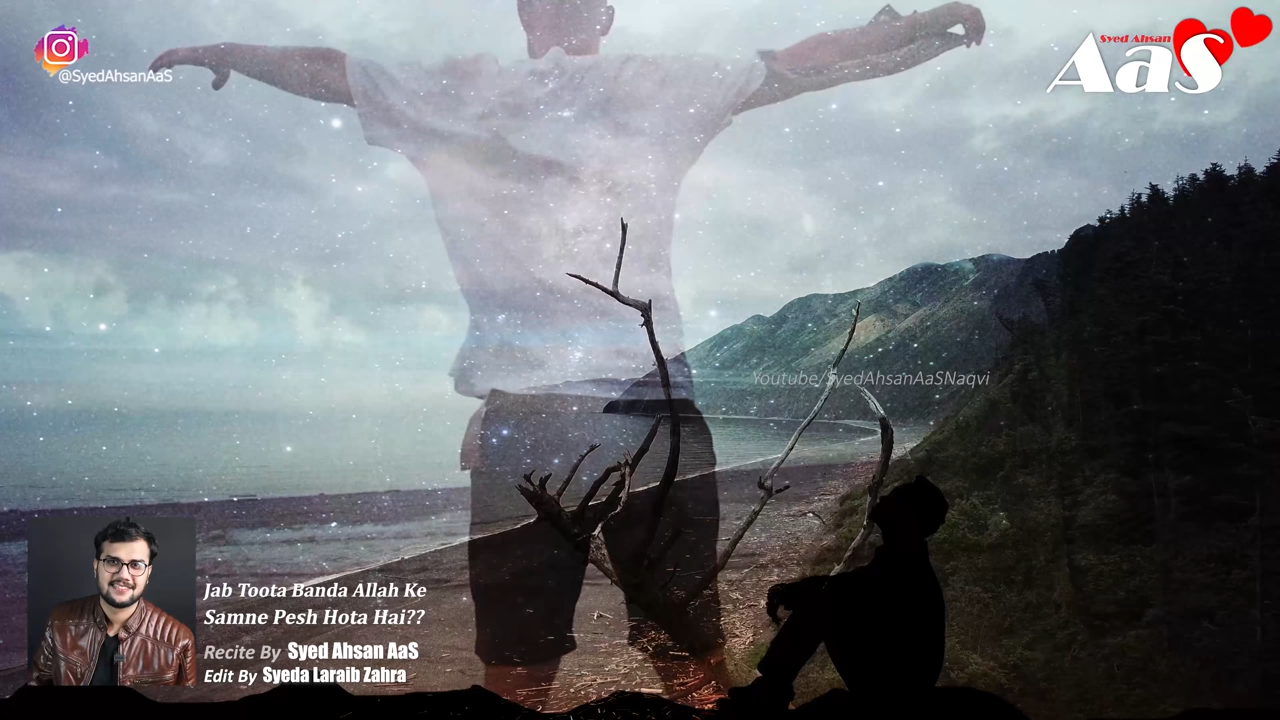 @SyedAhsanAaS
Syed Ahsan
AaS
Youtube/SyedAhsanAaSNaqvi
Jab Toota Banda Allah Ke
Samne Pesh Hota Hai??
Recite By Syed Ahsan AaS
Edit By Syeda Laraib Zahra